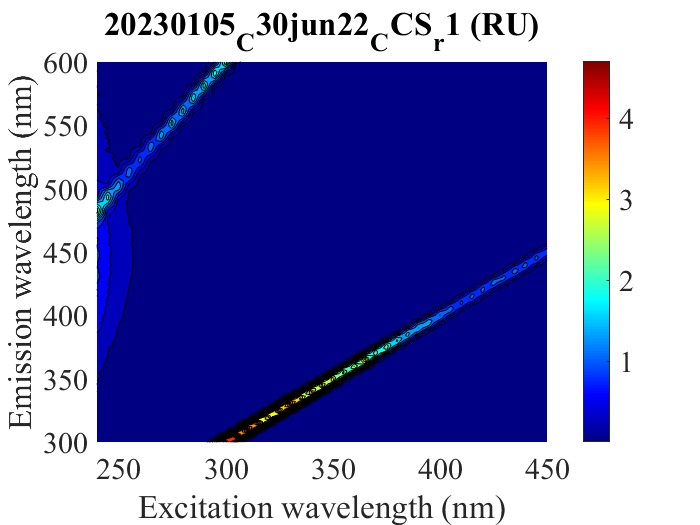 20230105_C30jun22_CCS_r1 (RU)
600
550
500
450
400
350
300
Emission wavelength (nm)
250 300 350 400 450
Excitation wavelength (nm)
4
3
2
1